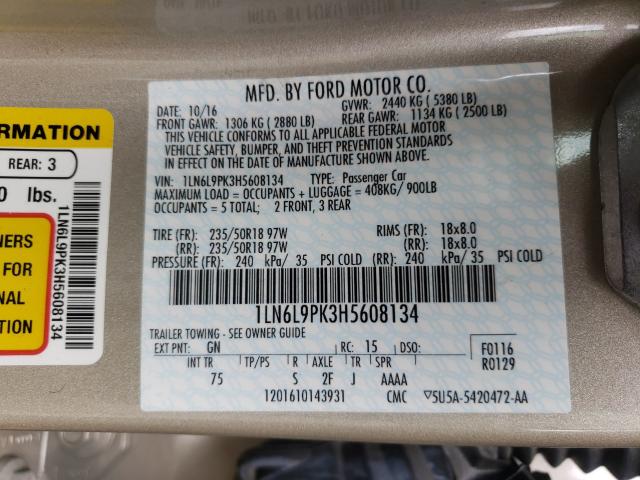 ORMATION
REAR: 3
0 lbs.
NERS
FOR
NAL
TION
1LN6L9PK3H5608134
MFD. BY FORD MOTOR CO.
DATE: 10/16 GVWR: 2440 KG ( 5380 LB)
FRONT GAWR: 1306 KG ( 2880 LB) REAR GAWR: 1134 KG ( 2500 LB)
THIS VEHICLE CONFORMS TO ALL APPLICABLE FEDERAL MOTOR
VEHICLE SAFETY, BUMPER, AND THEFT PREVENTION STANDARDS
IN EFFECT ON THE DATE OF MANUFACTURE SHOWN ABOVE.
VIN: 1LN6L9PK3H5608134 TYPE: Passenger Car
MAXIMUM LOAD = OCCUPANTS + LUGGAGE = 408KG/ 900LB
OCCUPANTS = 5 TOTAL; 2 FRONT, 3 REAR
TIRE (FR): 235/50R18 97W RIMS (FR): 18x8.0
(RR): 235/50R18 97W (RR): 18x8.0
PRESSURE (FR): 240 kPa/ 35 PSI COLD (RR): 240 kPa/ 35 PSI COLD
1LN6L9PK3H5608134
TRAILER TOWING - SEE OWNER GUIDE
EXT PNT: GN RC: 15 DSO: F0116
INT TR TP/PS R AXLE TR SPR R0129
75 S 2F J AAAA
1201610143931 CMC ▽5U5A-5420472-AA